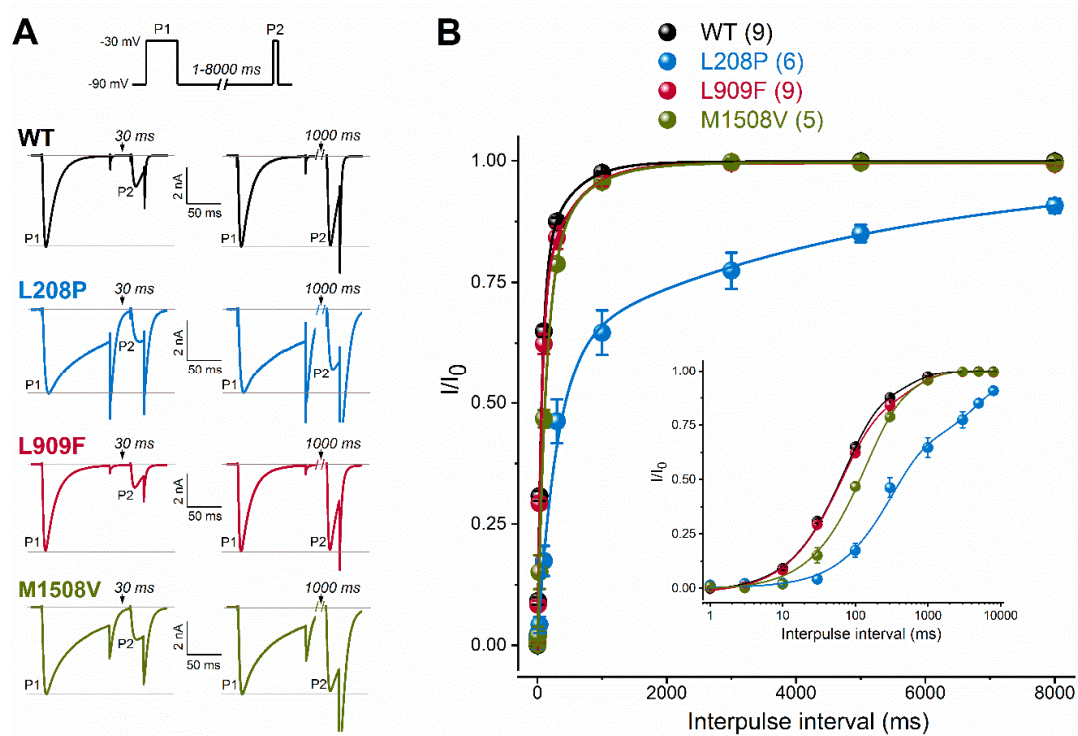 A
P1
P2
-30 mV
1-8000 ms
-90 mV
WT
30 ms
1000 ms
P2
2 nA
50 ms
P1
P1
P2
L208P
30 ms
1000 ms
P2
2 nA
50 ms
P2
P1
P1
L909F
30 ms
1000 ms
P2
2 nA
50 ms
P1
P1
P2
M1508V
30 ms
1000 ms
P2
2 nA
50 ms
P1
P1
P2
B
WT (9)
L208P (6)
L909F (9)
M1508V (5)
1.00
0.75
0.50
0.25
0.00
I/I0
0
2000
4000
6000
8000
Interpulse interval (ms)
1.00
0.75
0.50
0.25
0.00
I/I0
1
10
100
1000
10000
Interpulse interval (ms)